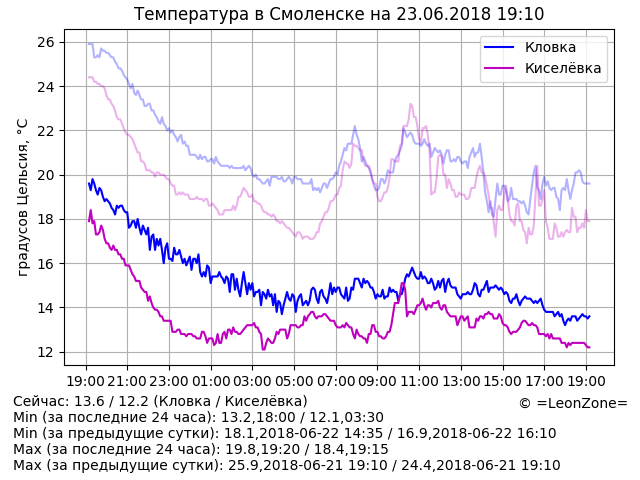 Температура в Смоленске на 23.06.2018 19:10
Кловка
Киселёвка
градусов Цельсия, °C
26
24
22
20
18
16
14
12
19:00 21:00 23:00 01:00 03:00 05:00 07:00 09:00 11:00 13:00 15:00 17:00 19:00
© =LeonZone=
Сейчас: 13.6 / 12.2 (Кловка / Киселёвка)
Min (за последние 24 часа): 13.2,18:00 / 12.1,03:30
Min (за предыдущие сутки): 18.1,2018-06-22 14:35 / 16.9,2018-06-22 16:10
Max (за последние 24 часа): 19.8,19:20 / 18.4,19:15
Max (за предыдущие сутки): 25.9,2018-06-21 19:10 / 24.4,2018-06-21 19:10